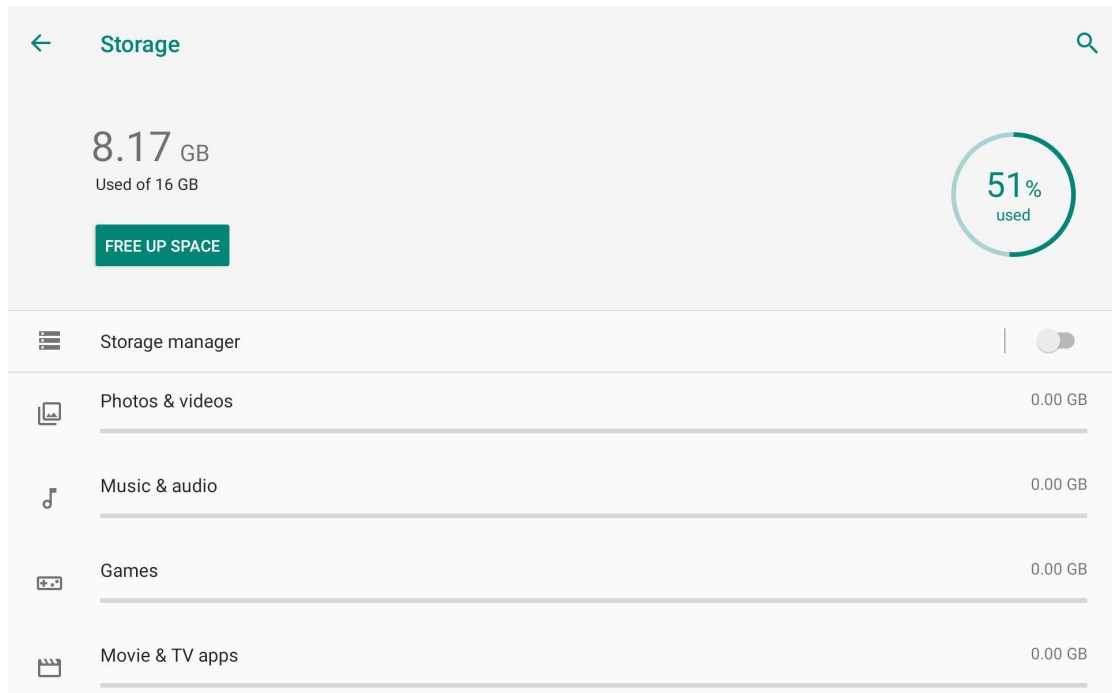 Storage
8.17 GB
Used of 16 GB
51%
used
FREE UP SPACE
Storage manager
Photos & videos 0.00 GB
Music & audio 0.00 GB
Games 0.00 GB
Movie & TV apps 0.00 GB